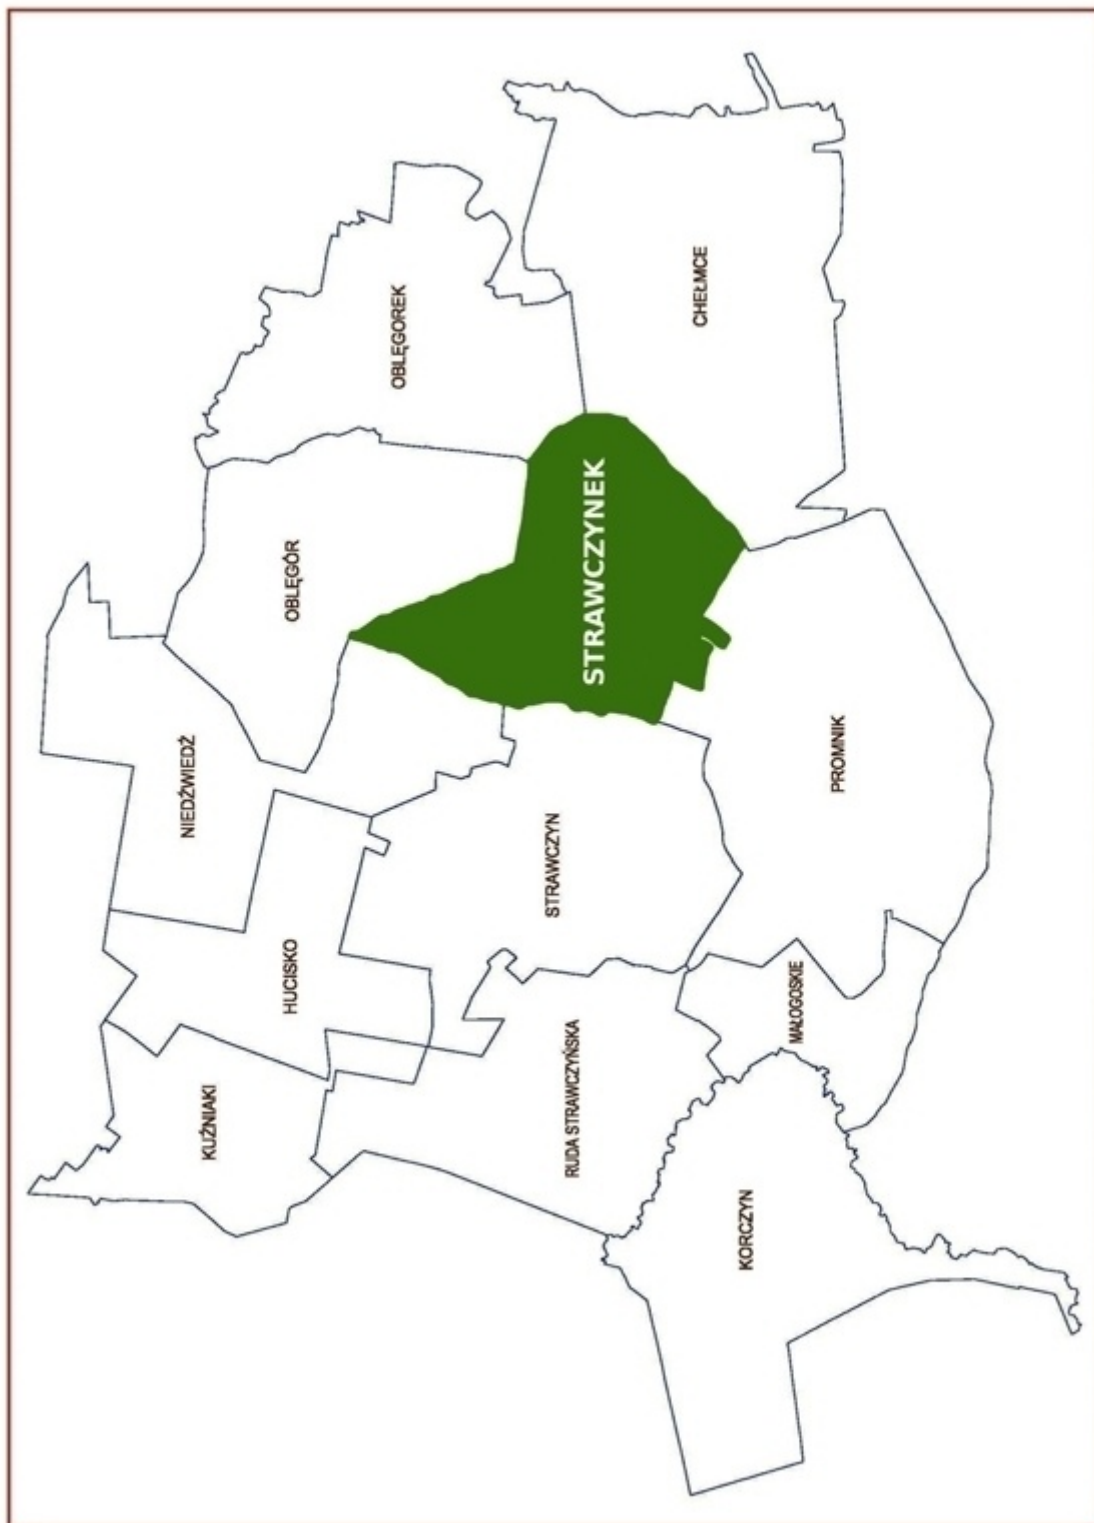 NIEDŹWIEDŹ
KUŹNIAKI
HUCISKO
OBLĘGÓR
OBLĘGOREK
STRAWCZYN
RUDA STRAWCZYŃSKA
STRAWCZYNEK
CHEŁMCE
KORCZYN
MAŁOGOSKIE
PROMNIK